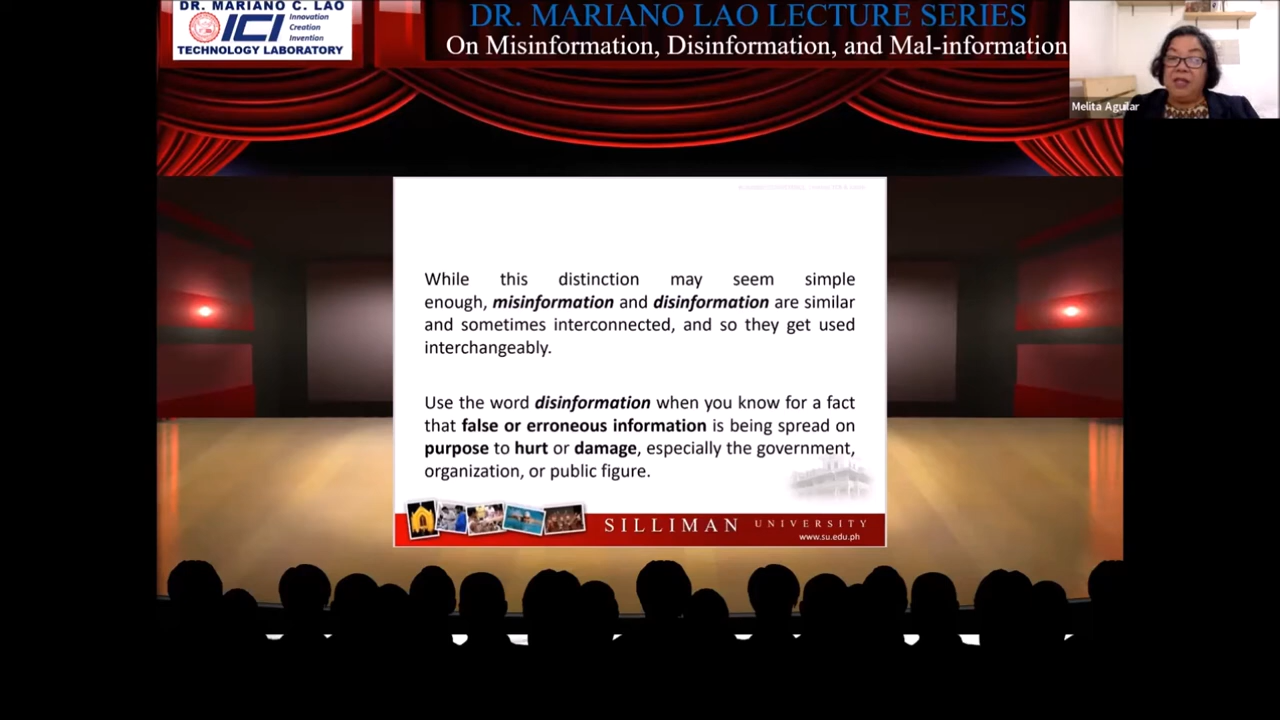 DR. MARIANO C. LAO
ICI
Innovation
Creation
Invention
TECHNOLOGY LABORATORY
DR. MARIANO LAO LECTURE SERIES
On Misinformation, Disinformation, and Mal-information
Melita Aguilar
While this distinction may seem simple
enough, misinformation and disinformation are similar
and sometimes interconnected, and so they get used
interchangeably.
Use the word disinformation when you know for a fact
that false or erroneous information is being spread on
purpose to hurt or damage, especially the government,
organization, or public figure.
SILLIMAN UNIVERSITY
www.su.edu.ph